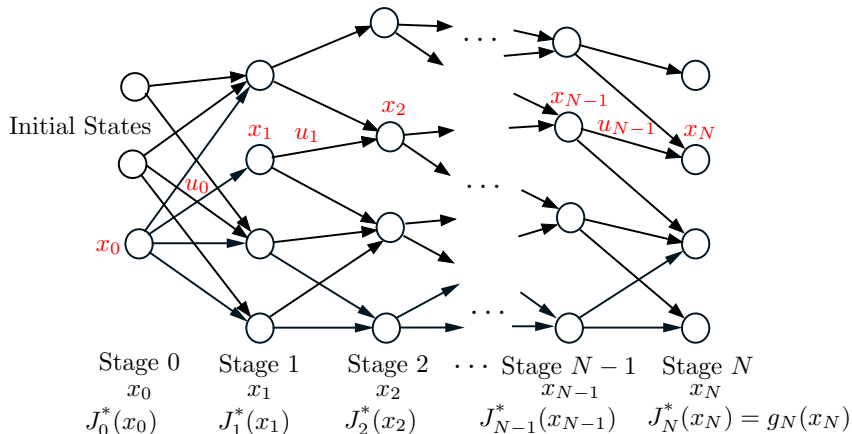 . . .
x_2
x_{N-1}
Initial States
x_1
u_1
u_{N-1}
x_N
u_0
. . .
x_0
. . .
Stage 0 Stage 1 Stage 2 . . . Stage N − 1 Stage N
x_0 x_1 x_2 x_{N-1} x_N
J_0^*(x_0) J_1^*(x_1) J_2^*(x_2) J_{N-1}^*(x_{N-1}) J_N^*(x_N) = g_N(x_N)